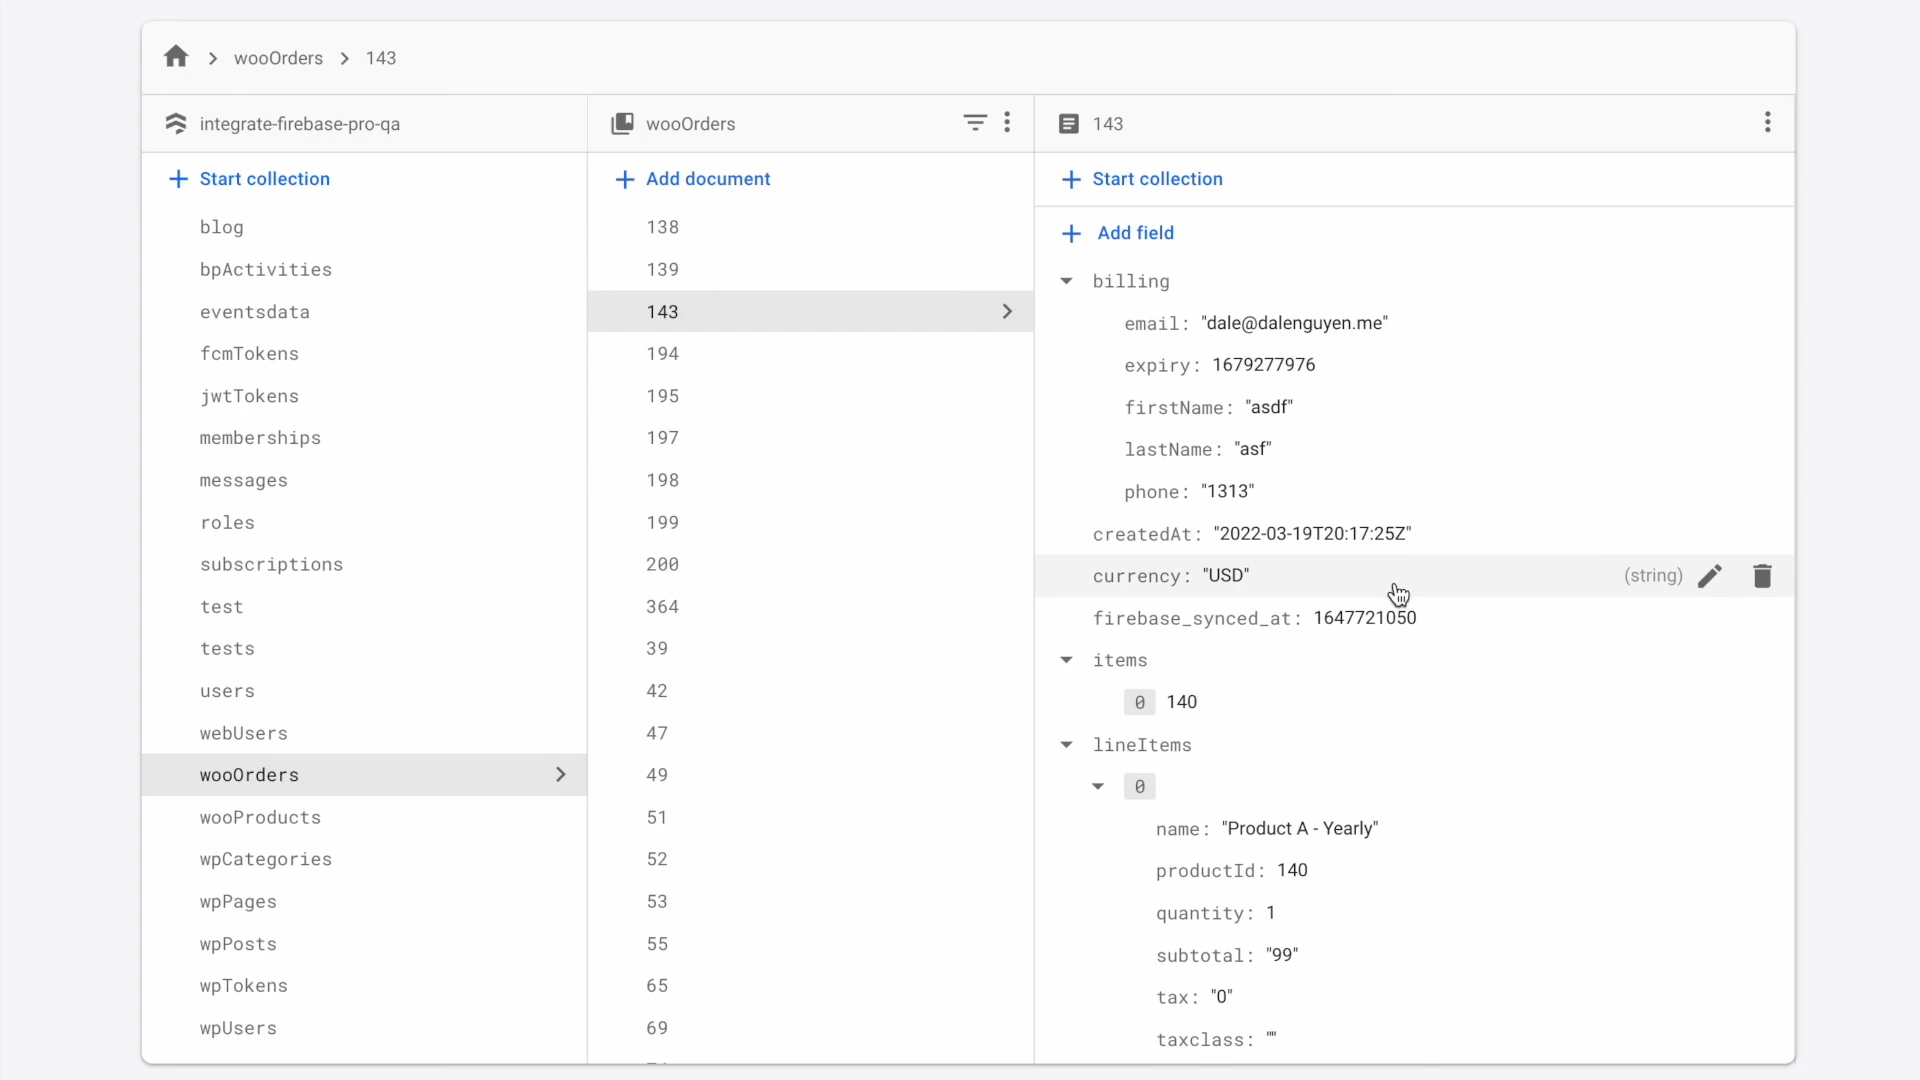 wooOrders
143
integrate-firebase-pro-qa
Start collection
blog
bpActivities
eventsdata
fcmTokens
jwtTokens
memberships
messages
roles
subscriptions
test
tests
users
webUsers
wooOrders
wooProducts
wpCategories
wpPages
wpPosts
wpTokens
wpUsers
wooOrders
Add document
138
139
143
194
195
197
198
199
200
364
39
42
47
49
51
52
53
55
65
69
143
Start collection
Add field
billing
email: "dale@dalenguyen.me"
expiry: 1679277976
firstName: "asdf"
lastName: "asf"
phone: "1313"
createdAt: "2022-03-19T20:17:25Z"
currency: "USD" (string)
firebase_synced_at: 1647721050
items
0 140
lineItems
0
name: "Product A - Yearly"
productId: 140
quantity: 1
subtotal: "99"
tax: "0"
taxclass: ""